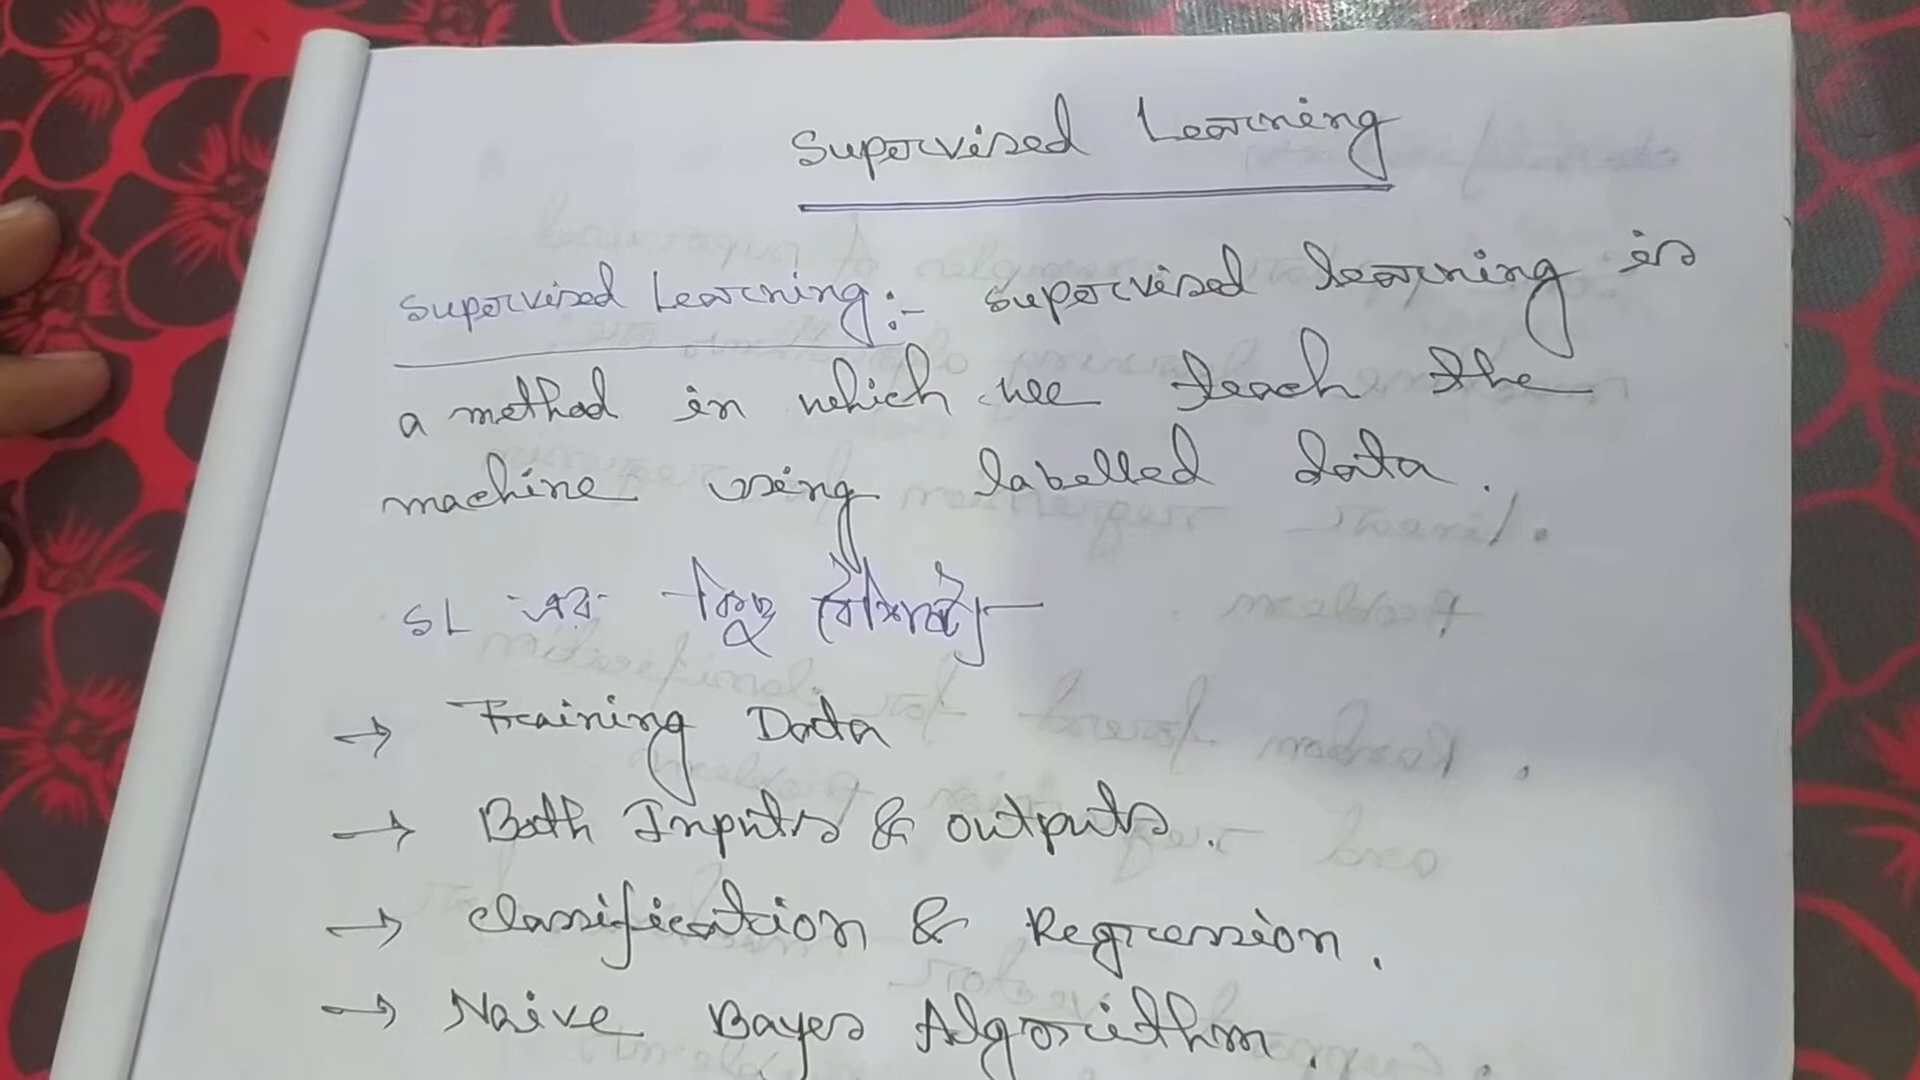 Supervised Learning
Supervised Learning :- Supervised learning is
a method in which we teach the
machine using labelled data.
SL এর কিছু বৈশিষ্ট্য
→ Training Data
→ Both Inputs & outputs.
→ Classification & Regression.
→ Naive Bayes Algorithm.